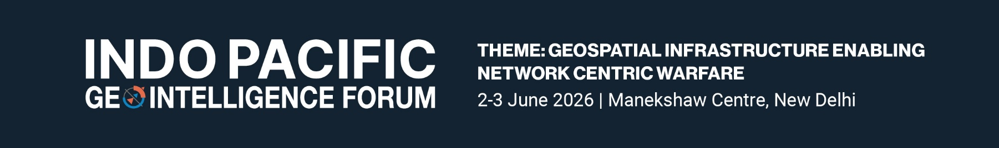 INDO PACIFIC
GEOINTELLIGENCE FORUM
THEME: GEOSPATIAL INFRASTRUCTURE ENABLING
NETWORK CENTRIC WARFARE
2-3 June 2026 | Manekshaw Centre, New Delhi